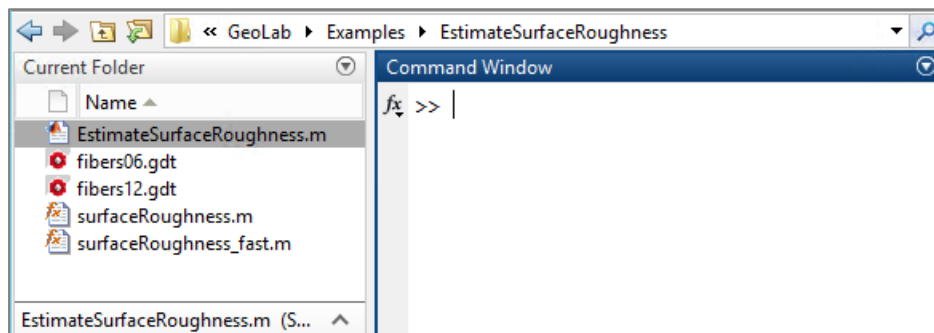 « GeoLab ▸ Examples ▸ EstimateSurfaceRoughness
Current Folder
Name
EstimateSurfaceRoughness.m
fibers06.gdt
fibers12.gdt
surfaceRoughness.m
surfaceRoughness_fast.m
EstimateSurfaceRoughness.m (S...
Command Window
fx >>